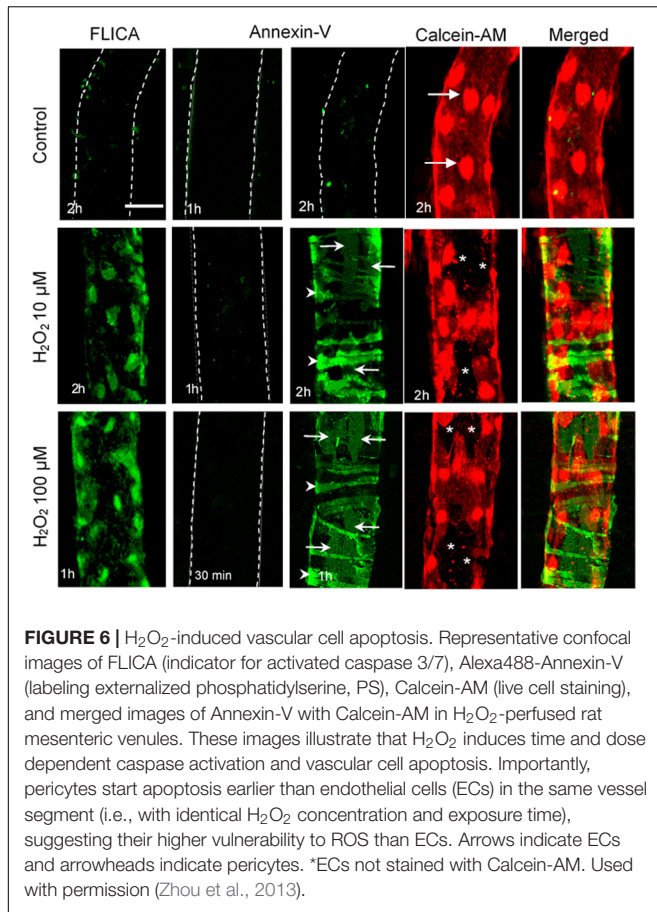 FLICA Annexin-V Calcein-AM Merged
Control
2h 1h 2h 2h
H₂O₂ 10 µM
2h 1h 2h 2h
H₂O₂ 100 µM
1h 30 min 1h
FIGURE 6 | H₂O₂-induced vascular cell apoptosis. Representative confocal
images of FLICA (indicator for activated caspase 3/7), Alexa488-Annexin-V
(labeling externalized phosphatidylserine, PS), Calcein-AM (live cell staining),
and merged images of Annexin-V with Calcein-AM in H₂O₂-perfused rat
mesenteric venules. These images illustrate that H₂O₂ induces time and dose
dependent caspase activation and vascular cell apoptosis. Importantly,
pericytes start apoptosis earlier than endothelial cells (ECs) in the same vessel
segment (i.e., with identical H₂O₂ concentration and exposure time),
suggesting their higher vulnerability to ROS than ECs. Arrows indicate ECs
and arrowheads indicate pericytes. *ECs not stained with Calcein-AM. Used
with permission (Zhou et al., 2013).